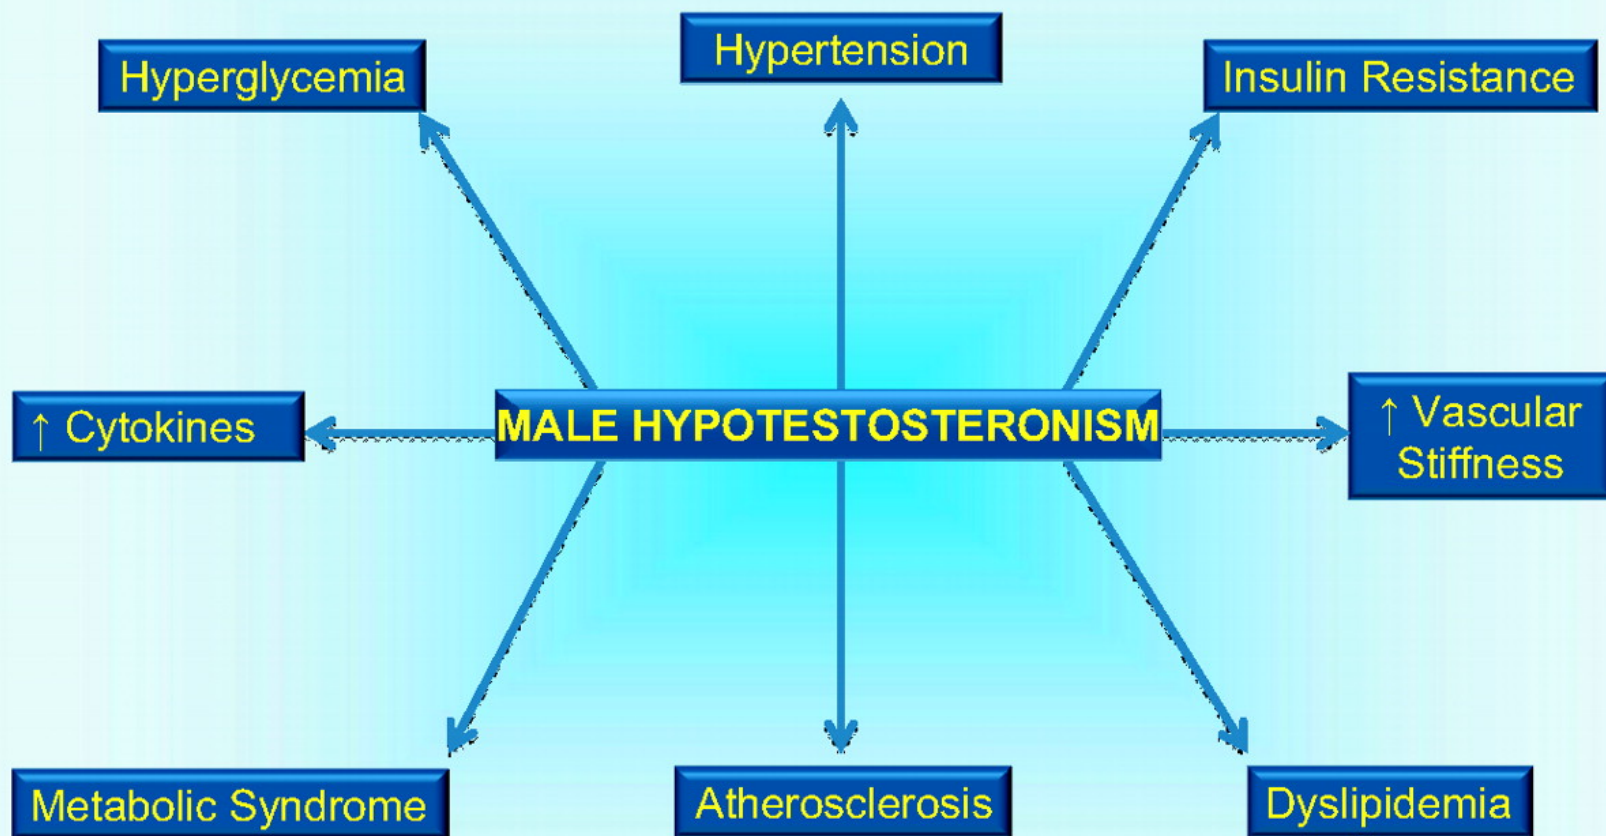 Hypertension
Hyperglycemia
Insulin Resistance
↑ Cytokines
MALE HYPOTESTOSTERONISM
↑ Vascular
Stiffness
Metabolic Syndrome
Atherosclerosis
Dyslipidemia